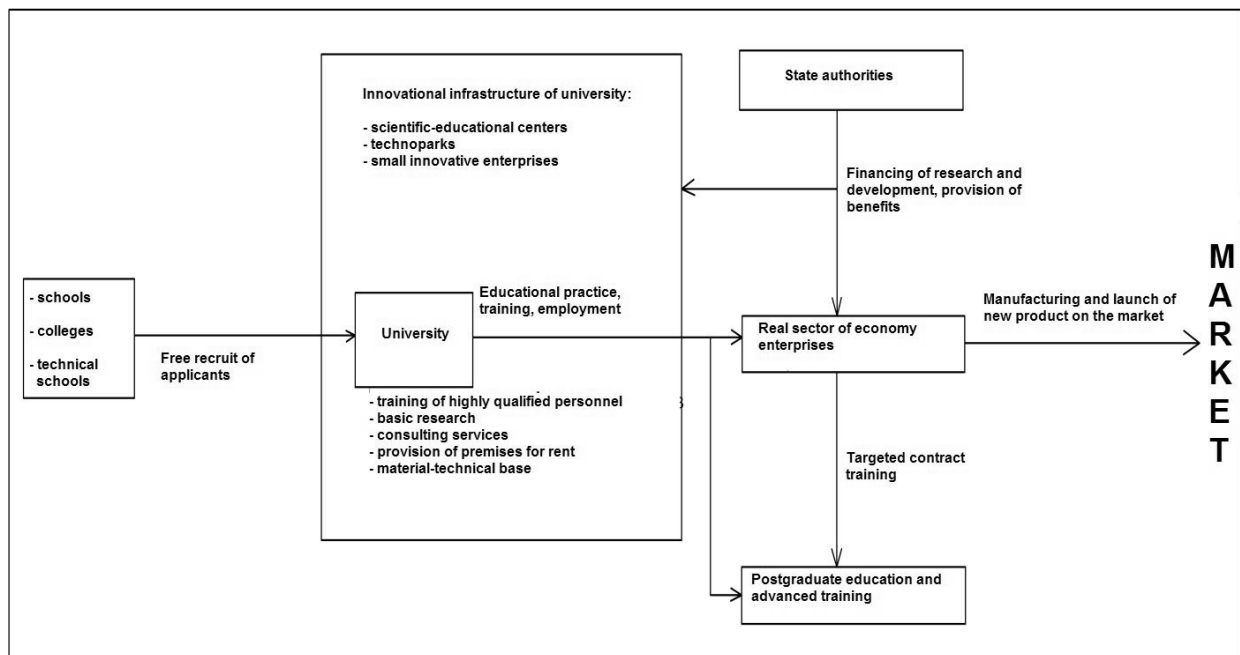 State authorities
Innovational infrastructure of university:
- scientific-educational centers
- technoparks
- small innovative enterprises
Financing of research and
development, provision of
benefits
- schools
- colleges
- technical
schools
Free recruit of
applicants
University
Educational practice,
training, employment
- training of highly qualified personnel
- basic research
- consulting services
- provision of premises for rent
- material-technical base
Real sector of economy
enterprises
Manufacturing and launch of
new product on the market
Targeted contract
training
Postgraduate education and
advanced training
MARKET